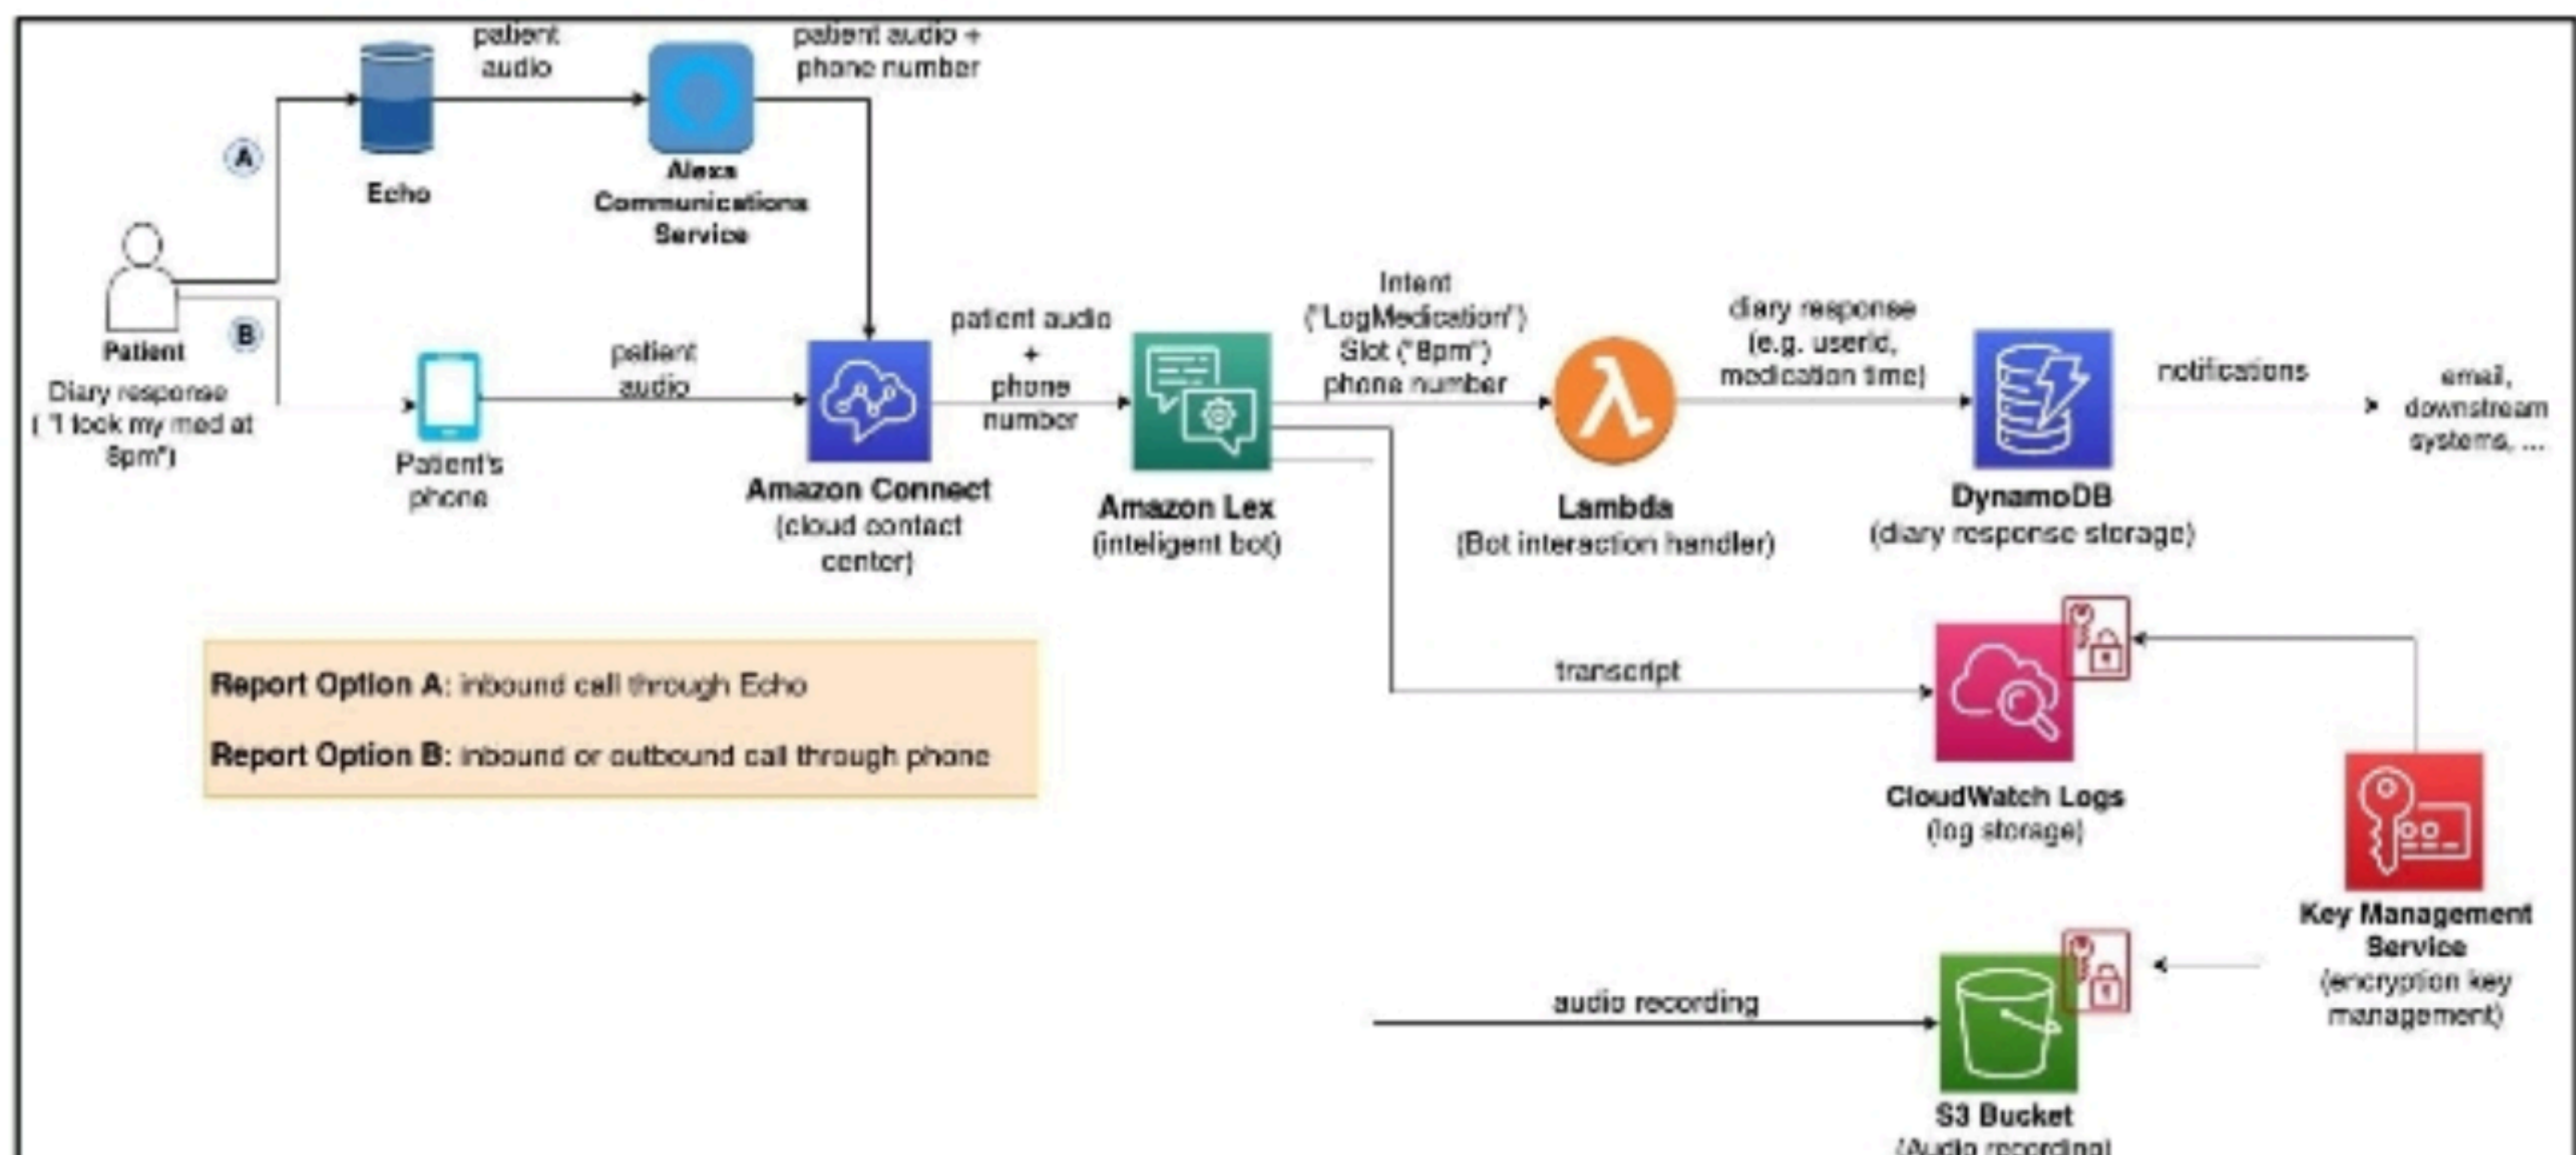 patient
audio
patient audio +
phone number
A
Echo
Alexa
Communications
Service
B
Patient
Diary response
( "I took my med at
8pm")
patient
audio
Patient's
phone
Amazon Connect
(cloud contact
center)
patient audio
+
phone
number
Amazon Lex
(inteligent bot)
Intent
("LogMedication")
Slot ("8pm")
phone number
Lambda
(Bot interaction handler)
diary response
(e.g. userid,
medication time)
DynamoDB
(diary response storage)
notifications
email,
downstream
systems, ...
Report Option A: inbound call through Echo
Report Option B: inbound or outbound call through phone
transcript
CloudWatch Logs
(log storage)
Key Management
Service
(encryption key
management)
audio recording
S3 Bucket
(Audio recording)